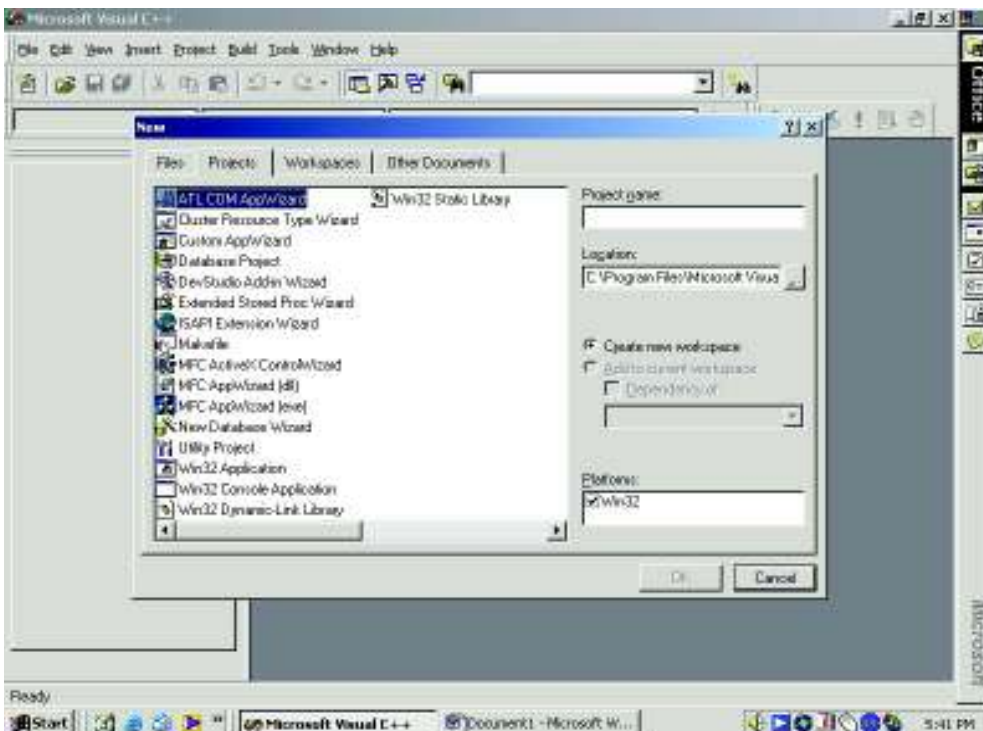 Microsoft Visual C++
File Edit View Insert Project Build Tools Window Help
New
Files Projects Workspaces Other Documents
ATL COM AppWizard
Cluster Resource Type Wizard
Custom AppWizard
Database Project
DevStudio Add-in Wizard
Extended Stored Proc Wizard
ISAPI Extension Wizard
Makefile
MFC ActiveX ControlWizard
MFC AppWizard (dll)
MFC AppWizard (exe)
New Database Wizard
Utility Project
Win32 Application
Win32 Console Application
Win32 Dynamic-Link Library
Win32 Static Library
Project name:
Location:
C:\Program Files\Microsoft Visua
...
Create new workspace
Add to current workspace
Dependency of
Platforms:
Win32
OK Cancel
Office
Microsoft
Ready
Start Microsoft Visual C++ Document1 - Microsoft W... 5:41 PM